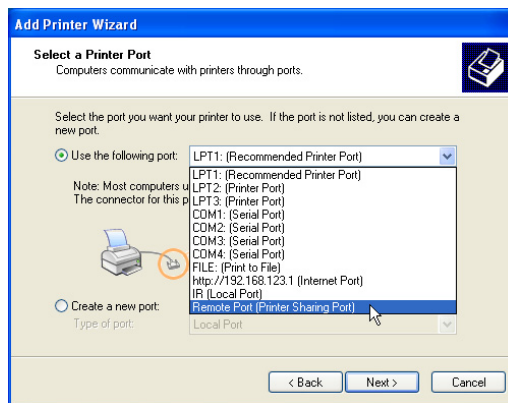 Add Printer Wizard
Select a Printer Port
Computers communicate with printers through ports.
Select the port you want your printer to use. If the port is not listed, you can create a
new port.
Use the following port: LPT1: (Recommended Printer Port)
LPT1: (Recommended Printer Port)
Note: Most computers u LPT2: (Printer Port)
The connector for this p LPT3: (Printer Port)
COM1: (Serial Port)
COM2: (Serial Port)
COM3: (Serial Port)
COM4: (Serial Port)
FILE: (Print to File)
http://192.168.123.1 (Internet Port)
IR (Local Port)
Create a new port: Remote Port (Printer Sharing Port)
Type of port: Local Port
< Back Next > Cancel